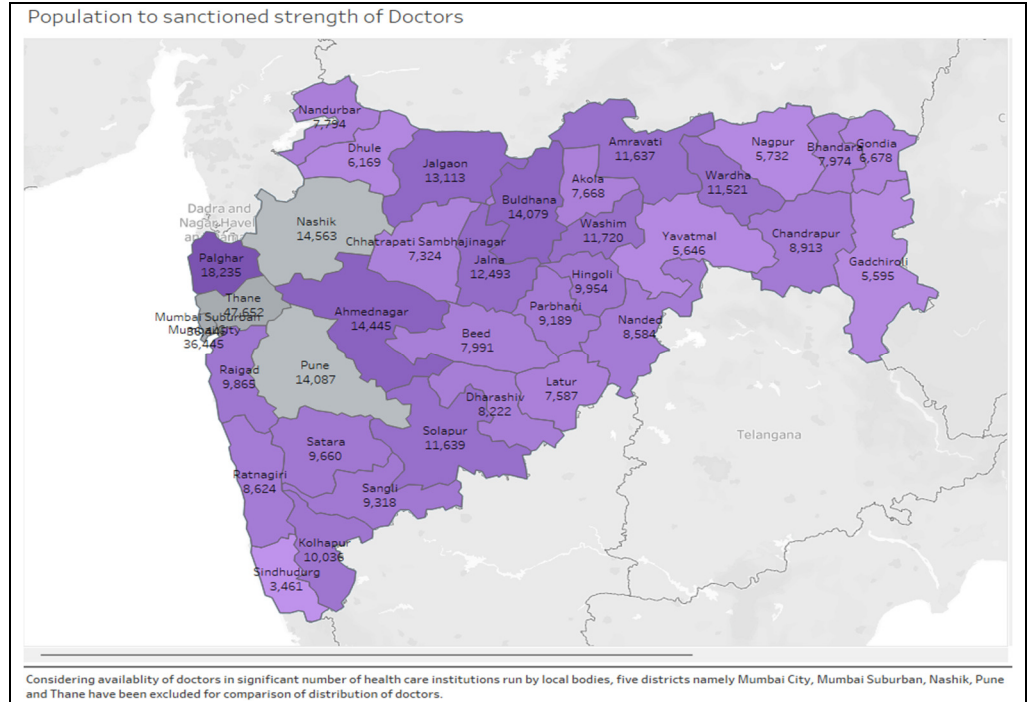 Population to sanctioned strength of Doctors
Nandurbar
7,794
Dhule
6,169
Jalgaon
13,113
Buldhana
14,079
Akola
7,668
Amravati
11,637
Wardha
11,521
Nagpur
5,732
Bhandara
7,974
Gondia
6,678
Dadra and
Nagar Havel
Nashik
14,563
Chhatrapati Sambhajinagar
7,324
Jalna
12,493
Washim
11,720
Yavatmal
5,646
Chandrapur
8,913
Gadchiroli
5,595
Palghar
18,235
Thane
47,652
Mumbai Suburban
Mumbai City
36,445
Ahmednagar
14,445
Hingoli
9,954
Parbhani
9,189
Nanded
8,584
Beed
7,991
Raigad
9,865
Pune
14,087
Latur
7,587
Dharashiv
8,222
Solapur
11,639
Telangana
Satara
9,660
Ratnagiri
8,624
Sangli
9,318
Kolhapur
10,036
Sindhudurg
3,461
Considering availablity of doctors in significant number of health care institutions run by local bodies, five districts namely Mumbai City, Mumbai Suburban, Nashik, Pune
and Thane have been excluded for comparison of distribution of doctors.